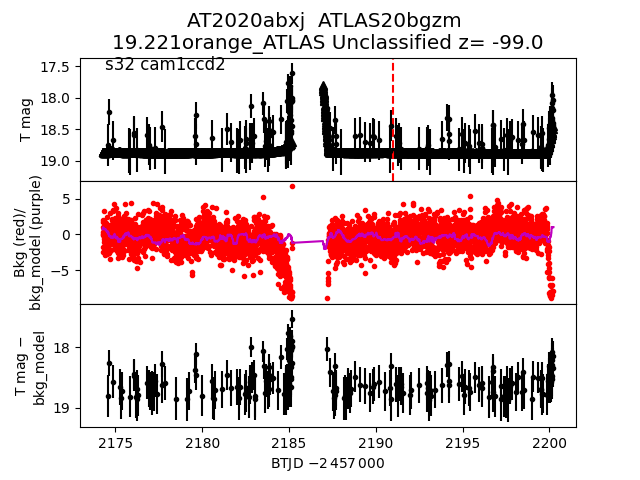 AT2020abxj ATLAS20bgzm
19.221orange_ATLAS Unclassified z= -99.0
s32 cam1ccd2
17.5
18.0
18.5
19.0
T mag
5
0
−5
Bkg (red)/
bkg_model (purple)
18
19
T mag −
bkg_model
2175
2180
2185
2190
2195
2200
BTJD −2 457 000